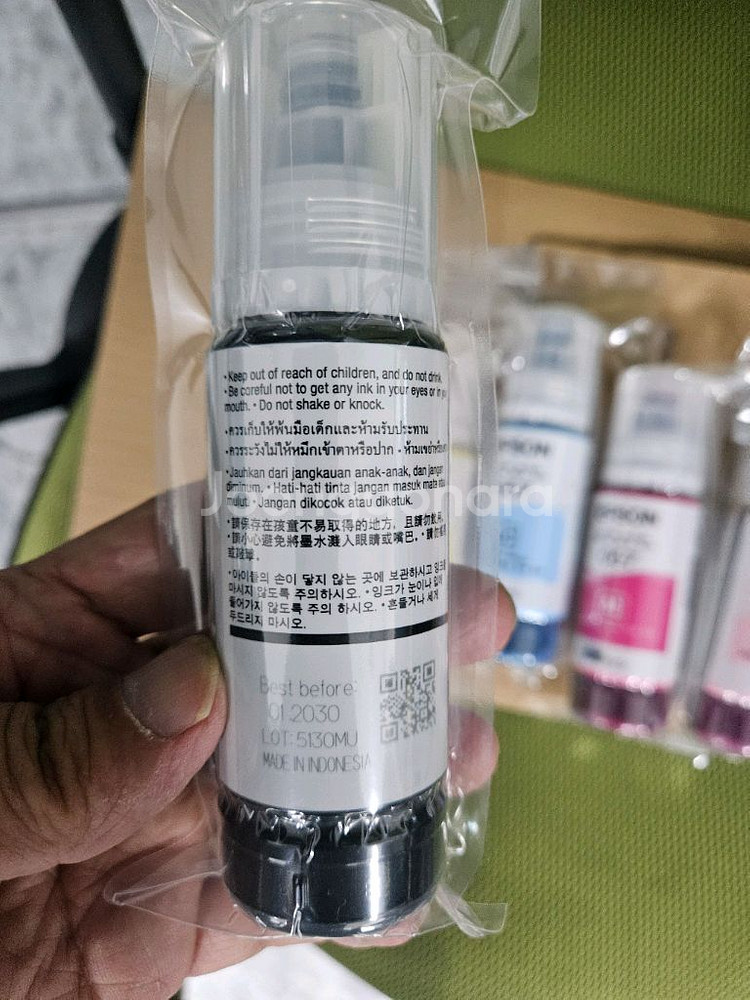 • Keep out of reach of children, and do not drink.
• Be careful not to get any ink in your eyes or in your
mouth. • Do not shake or knock.
• ควรเก็บให้พ้นมือเด็กและห้ามรับประทาน
• ควรระวังไม่ให้หมึกเข้าตาหรือปาก • ห้ามเขย่าหรือ
• Jauhkan dari jangkauan anak-anak, dan jangan
diminum. • Hati-hati tinta jangan masuk mata atau
mulut. • Jangan dikocok atau diketuk.
• 請保存在孩童不易取得的地方，且請勿飲用。
• 請小心避免將墨水濺入眼睛或嘴巴。• 請勿搖晃
或敲擊。
• 아이들의 손이 닿지 않는 곳에 보관하시고 잉크를
마시지 않도록 주의하시오. • 잉크가 눈이나 입에
들어가지 않도록 주의 하시오. • 흔들거나 세게
두드리지 마시오.
Best before:
01.2030
LOT:5130MU
MADE IN INDONESIA
EPSON
EPSON